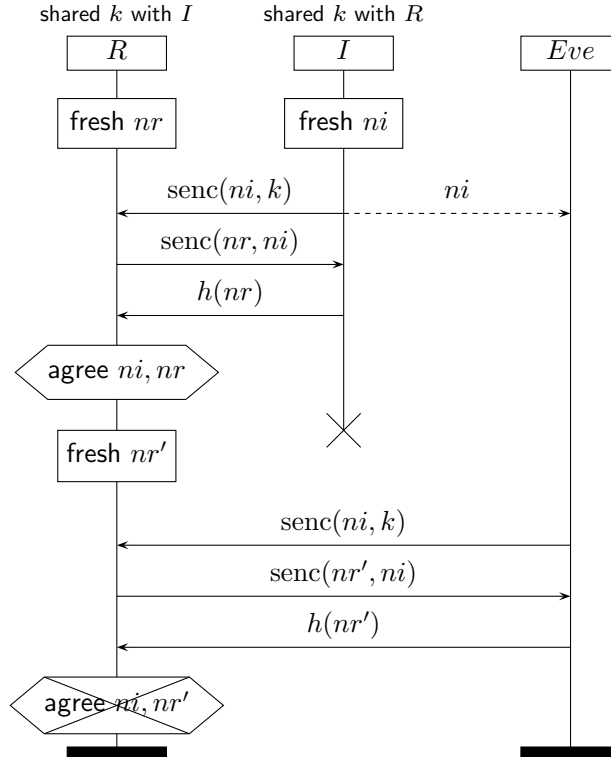 shared k with I shared k with R
R I Eve
fresh nr fresh ni
senc(ni, k) ni
senc(nr, ni)
h(nr)
agree ni, nr
fresh nr′
senc(ni, k)
senc(nr′, ni)
h(nr′)
agree ni, nr′